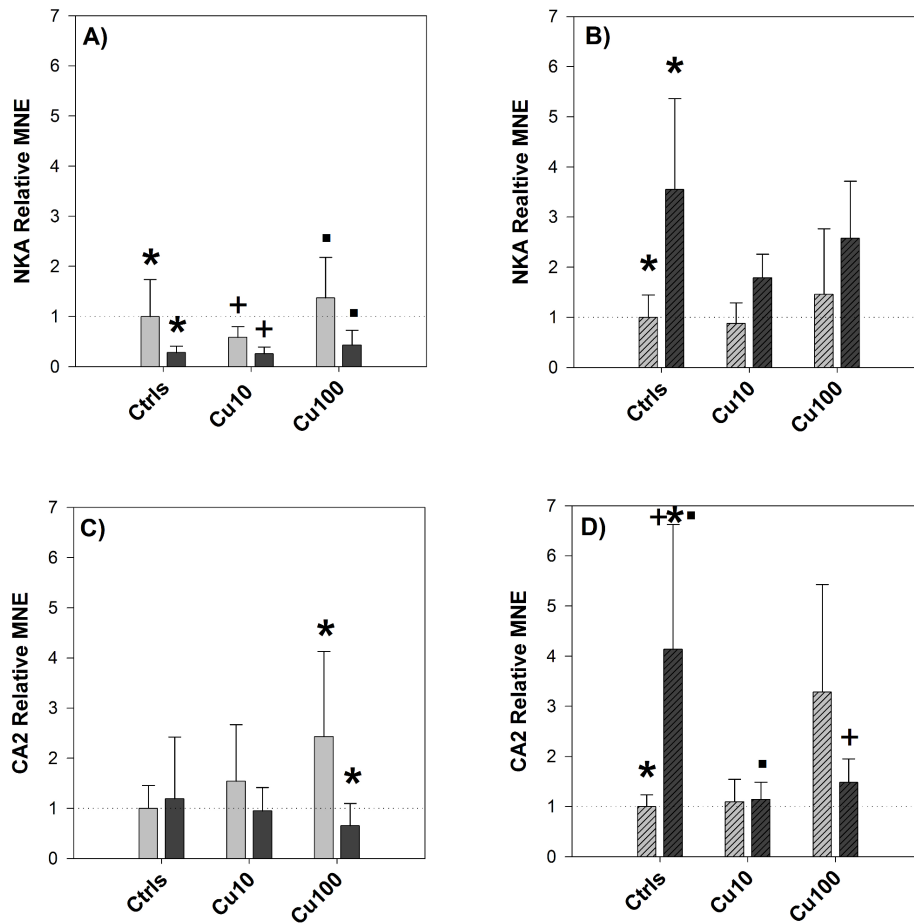 A)
NKA Relative MNE
7
6
5
4
3
2
1
0
* * + + ▪ ▪
Ctrls Cu10 Cu100
B)
NKA Realtive MNE
7
6
5
4
3
2
1
0
* *
Ctrls Cu10 Cu100
C)
CA2 Relative MNE
7
6
5
4
3
2
1
0
* *
Ctrls Cu10 Cu100
D)
CA2 Relative MNE
7
6
5
4
3
2
1
0
* +*▪ ▪ +
Ctrls Cu10 Cu100